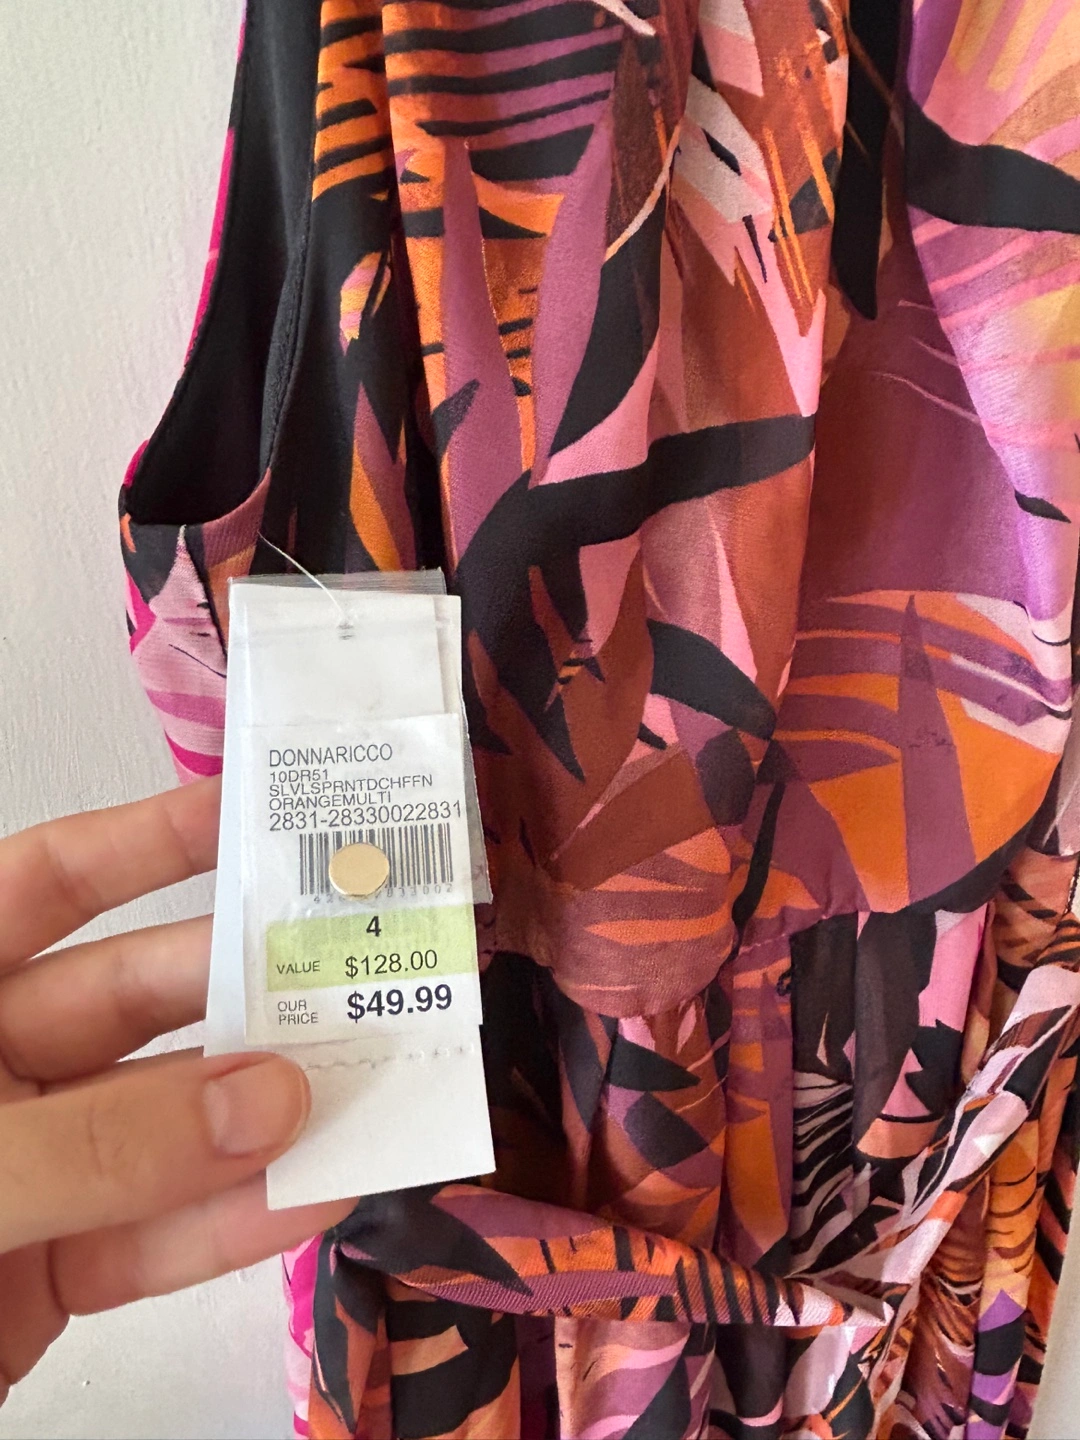 DONNARICCO
10DR51
SLVLSPRNTDCHFFN
ORANGEMULTI
2831-28330022831
4
VALUE $128.00
OUR PRICE $49.99